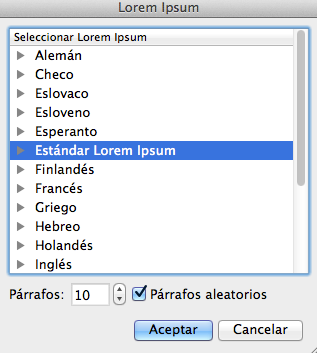 Lorem Ipsum
Seleccionar Lorem Ipsum
Alemán
Checo
Eslovaco
Esloveno
Esperanto
Estándar Lorem Ipsum
Finlandés
Francés
Griego
Hebreo
Holandés
Inglés
Párrafos: 10 Párrafos aleatorios
Aceptar Cancelar